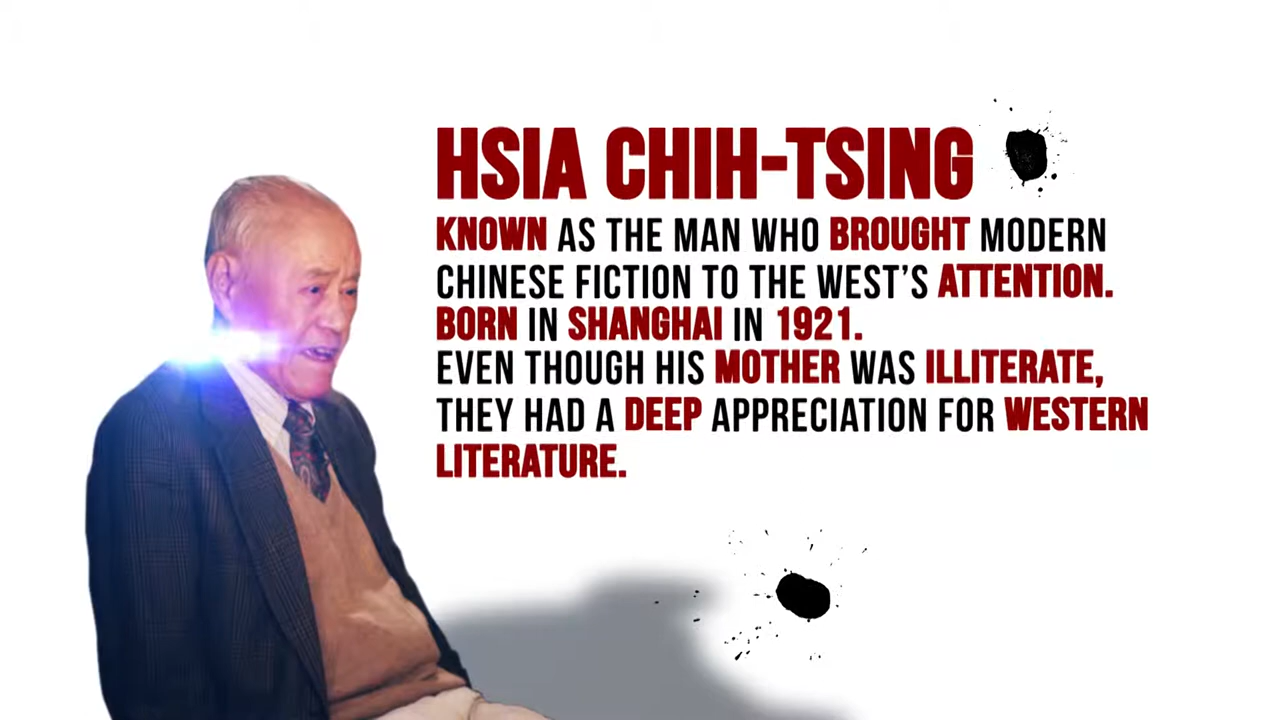 HSIA CHIH-TSING
KNOWN AS THE MAN WHO BROUGHT MODERN
CHINESE FICTION TO THE WEST'S ATTENTION.
BORN IN SHANGHAI IN 1921.
EVEN THOUGH HIS MOTHER WAS ILLITERATE,
THEY HAD A DEEP APPRECIATION FOR WESTERN
LITERATURE.